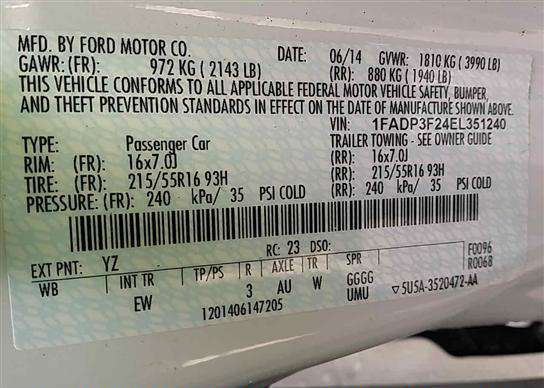 MFD. BY FORD MOTOR CO. DATE: 06/14 GVWR: 1810 KG ( 3990 LB)
GAWR: (FR): 972 KG ( 2143 LB) (RR): 880 KG ( 1940 LB)
THIS VEHICLE CONFORMS TO ALL APPLICABLE FEDERAL MOTOR VEHICLE SAFETY, BUMPER,
AND THEFT PREVENTION STANDARDS IN EFFECT ON THE DATE OF MANUFACTURE SHOWN ABOVE.
VIN: 1FADP3F24EL351240
TYPE: Passenger Car TRAILER TOWING - SEE OWNER GUIDE
RIM: (FR): 16x7.0J (RR): 16x7.0J
TIRE: (FR): 215/55R16 93H (RR): 215/55R16 93H
PRESSURE: (FR): 240 kPa/ 35 PSI COLD (RR): 240 kPa/ 35 PSI COLD
EXT PNT: YZ RC: 23 DSO: F0096
R0068
WB INT TR TP/PS R AXLE TR SPR
EW 3 AU W GGGG
UMU
1201406147205 ▽5U5A-3520472-AA